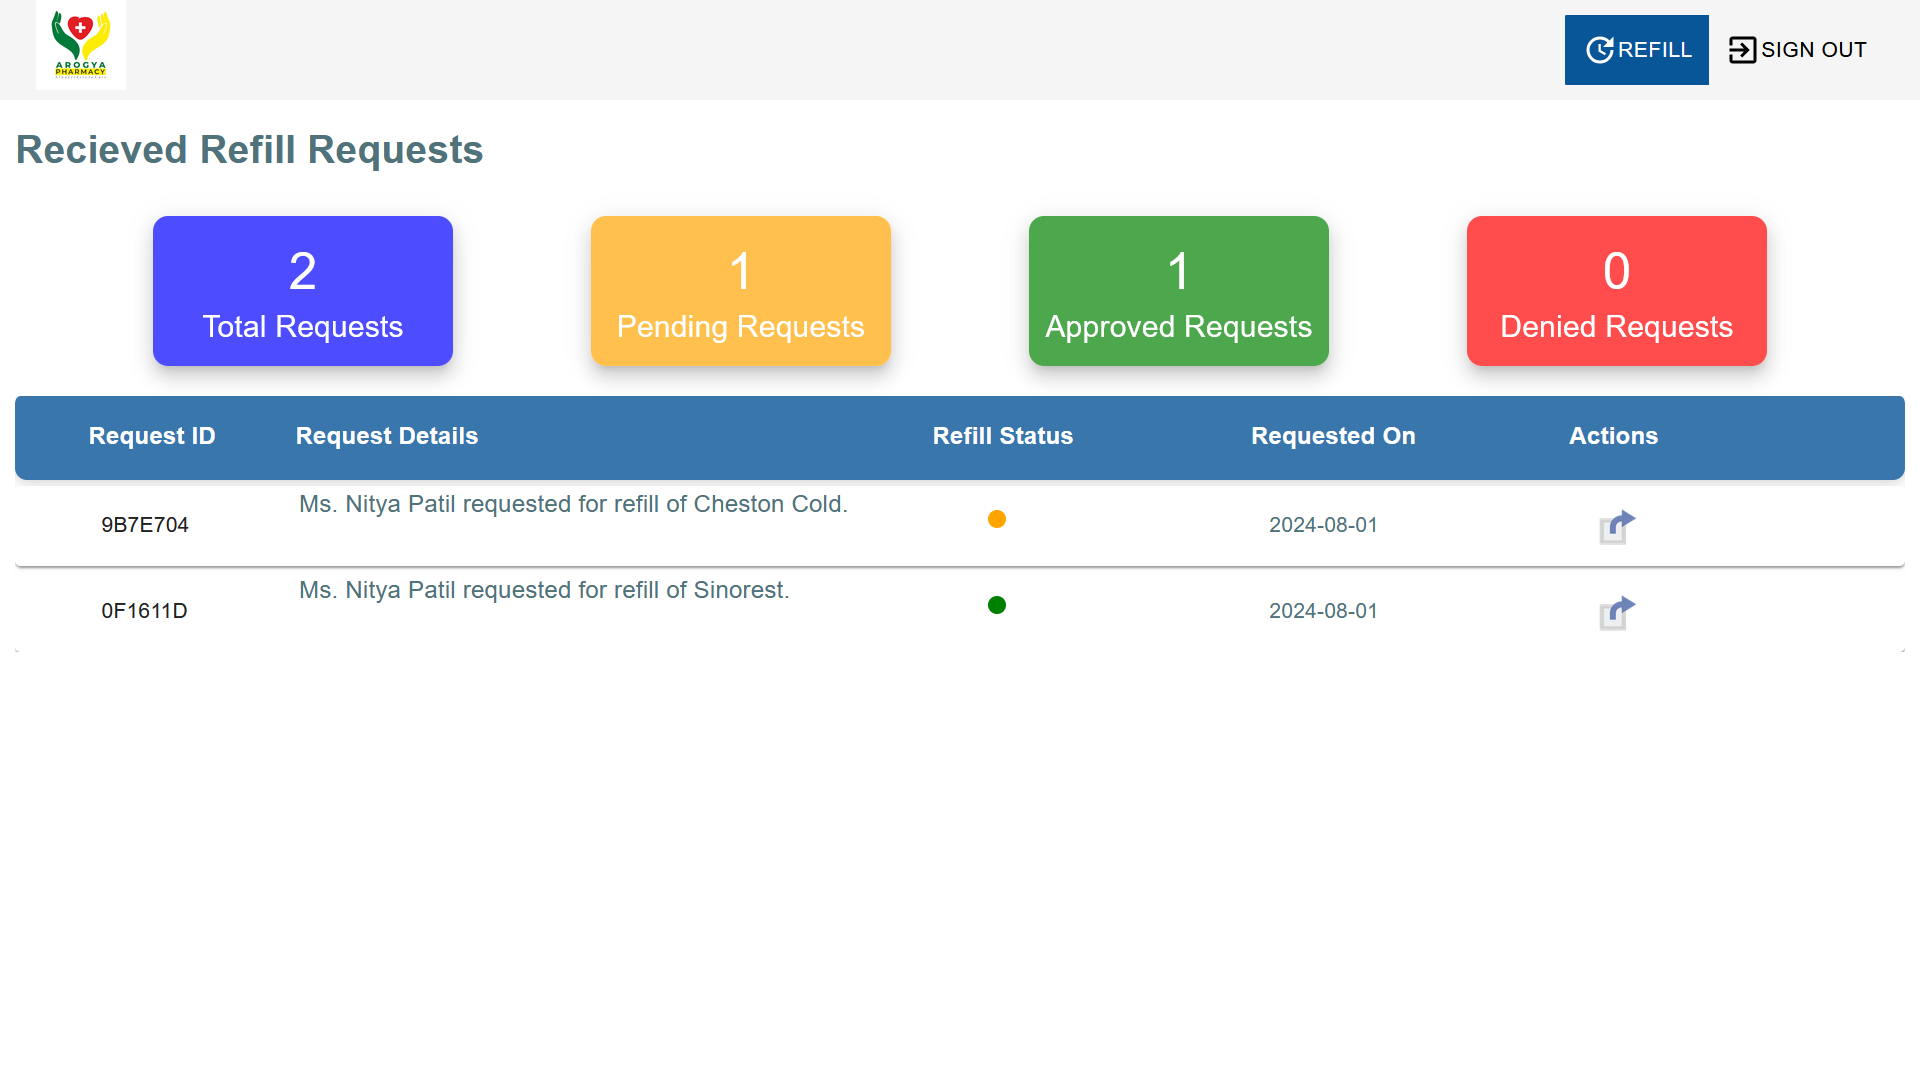 AROGYA
PHARMACY
REFILL
SIGN OUT
Recieved Refill Requests
2
Total Requests
1
Pending Requests
1
Approved Requests
0
Denied Requests
Request ID Request Details Refill Status Requested On Actions
9B7E704 Ms. Nitya Patil requested for refill of Cheston Cold. 2024-08-01
0F1611D Ms. Nitya Patil requested for refill of Sinorest. 2024-08-01